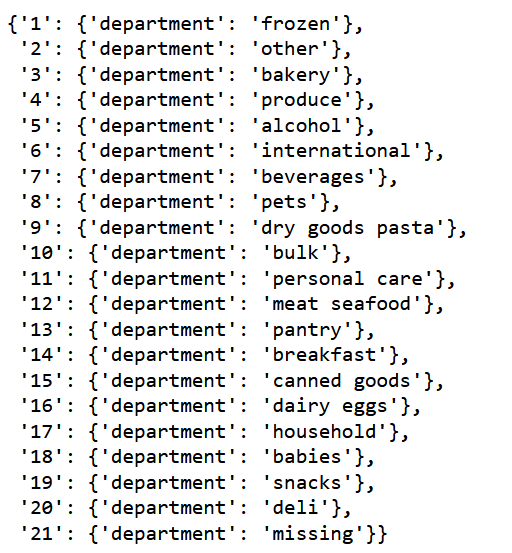 {'1': {'department': 'frozen'},
'2': {'department': 'other'},
'3': {'department': 'bakery'},
'4': {'department': 'produce'},
'5': {'department': 'alcohol'},
'6': {'department': 'international'},
'7': {'department': 'beverages'},
'8': {'department': 'pets'},
'9': {'department': 'dry goods pasta'},
'10': {'department': 'bulk'},
'11': {'department': 'personal care'},
'12': {'department': 'meat seafood'},
'13': {'department': 'pantry'},
'14': {'department': 'breakfast'},
'15': {'department': 'canned goods'},
'16': {'department': 'dairy eggs'},
'17': {'department': 'household'},
'18': {'department': 'babies'},
'19': {'department': 'snacks'},
'20': {'department': 'deli'},
'21': {'department': 'missing'}}